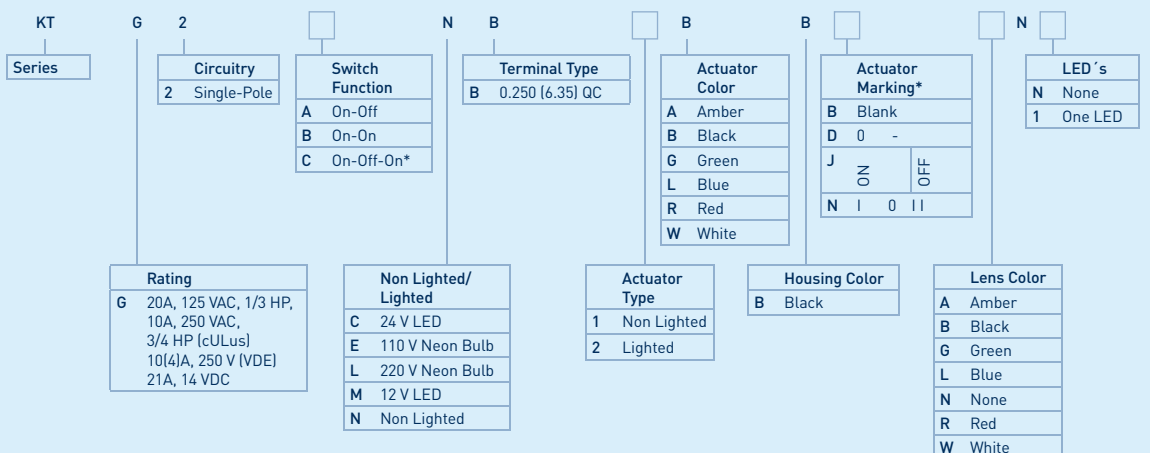 KT G 2 N B B B N
Series
Circuitry
2 Single-Pole
Switch
Function
A On-Off
B On-On
C On-Off-On*
Terminal Type
B 0.250 (6.35) QC
Actuator
Color
A Amber
B Black
G Green
L Blue
R Red
W White
Actuator
Marking*
B Blank
D 0 -
J ON OFF
N I 0 II
LED´s
N None
1 One LED
Rating
G 20A, 125 VAC, 1/3 HP,
10A, 250 VAC,
3/4 HP (cULus)
10(4)A, 250 V (VDE)
21A, 14 VDC
Non Lighted/
Lighted
C 24 V LED
E 110 V Neon Bulb
L 220 V Neon Bulb
M 12 V LED
N Non Lighted
Actuator
Type
1 Non Lighted
2 Lighted
Housing Color
B Black
Lens Color
A Amber
B Black
G Green
L Blue
N None
R Red
W White